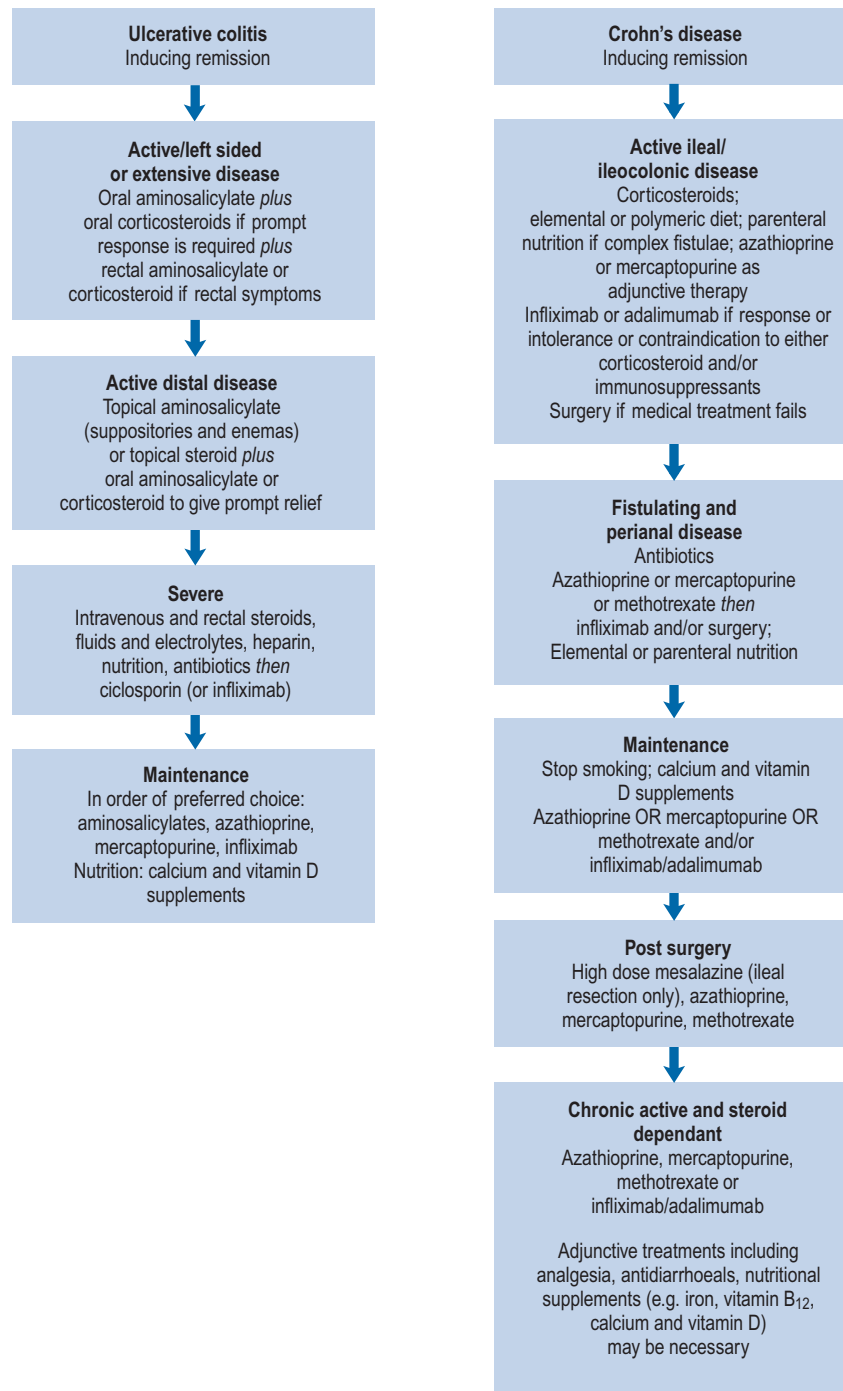 Ulcerative colitis
Inducing remission
Active/left sided
or extensive disease
Oral aminosalicylate plus
oral corticosteroids if prompt
response is required plus
rectal aminosalicylate or
corticosteroid if rectal symptoms
Active distal disease
Topical aminosalicylate
(suppositories and enemas)
or topical steroid plus
oral aminosalicylate or
corticosteroid to give prompt relief
Severe
Intravenous and rectal steroids,
fluids and electrolytes, heparin,
nutrition, antibiotics then
ciclosporin (or infliximab)
Maintenance
In order of preferred choice:
aminosalicylates, azathioprine,
mercaptopurine, infliximab
Nutrition: calcium and vitamin D
supplements
Crohn's disease
Inducing remission
Active ileal/
ileocolonic disease
Corticosteroids;
elemental or polymeric diet; parenteral
nutrition if complex fistulae; azathioprine
or mercaptopurine as
adjunctive therapy
Infliximab or adalimumab if response or
intolerance or contraindication to either
corticosteroid and/or
immunosuppressants
Surgery if medical treatment fails
Fistulating and
perianal disease
Antibiotics
Azathioprine or mercaptopurine
or methotrexate then
infliximab and/or surgery;
Elemental or parenteral nutrition
Maintenance
Stop smoking; calcium and vitamin
D supplements
Azathioprine OR mercaptopurine OR
methotrexate and/or
infliximab/adalimumab
Post surgery
High dose mesalazine (ileal
resection only), azathioprine,
mercaptopurine, methotrexate
Chronic active and steroid
dependant
Azathioprine, mercaptopurine,
methotrexate or
infliximab/adalimumab
Adjunctive treatments including
analgesia, antidiarrhoeals, nutritional
supplements (e.g. iron, vitamin B12,
calcium and vitamin D)
may be necessary